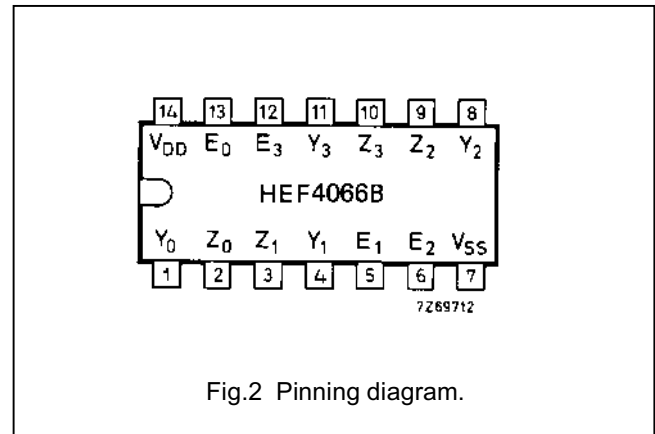 14 13 12 11 10 9 8
VDD E0 E3 Y3 Z3 Z2 Y2
HEF4066B
Y0 Z0 Z1 Y1 E1 E2 VSS
1 2 3 4 5 6 7
7Z69712
Fig.2 Pinning diagram.